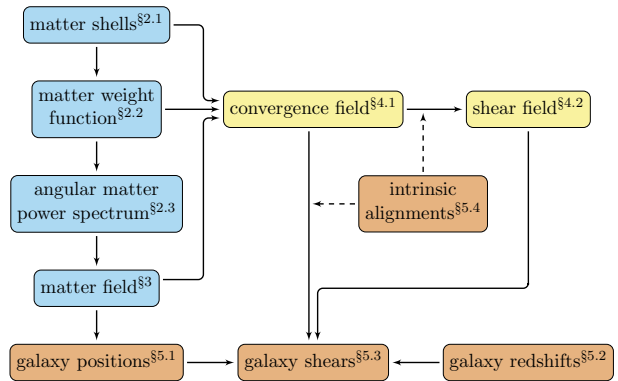 matter shells§2.1
matter weight
function§2.2
convergence field§4.1
shear field§4.2
angular matter
power spectrum§2.3
intrinsic
alignments§5.4
matter field§3
galaxy positions§5.1
galaxy shears§5.3
galaxy redshifts§5.2